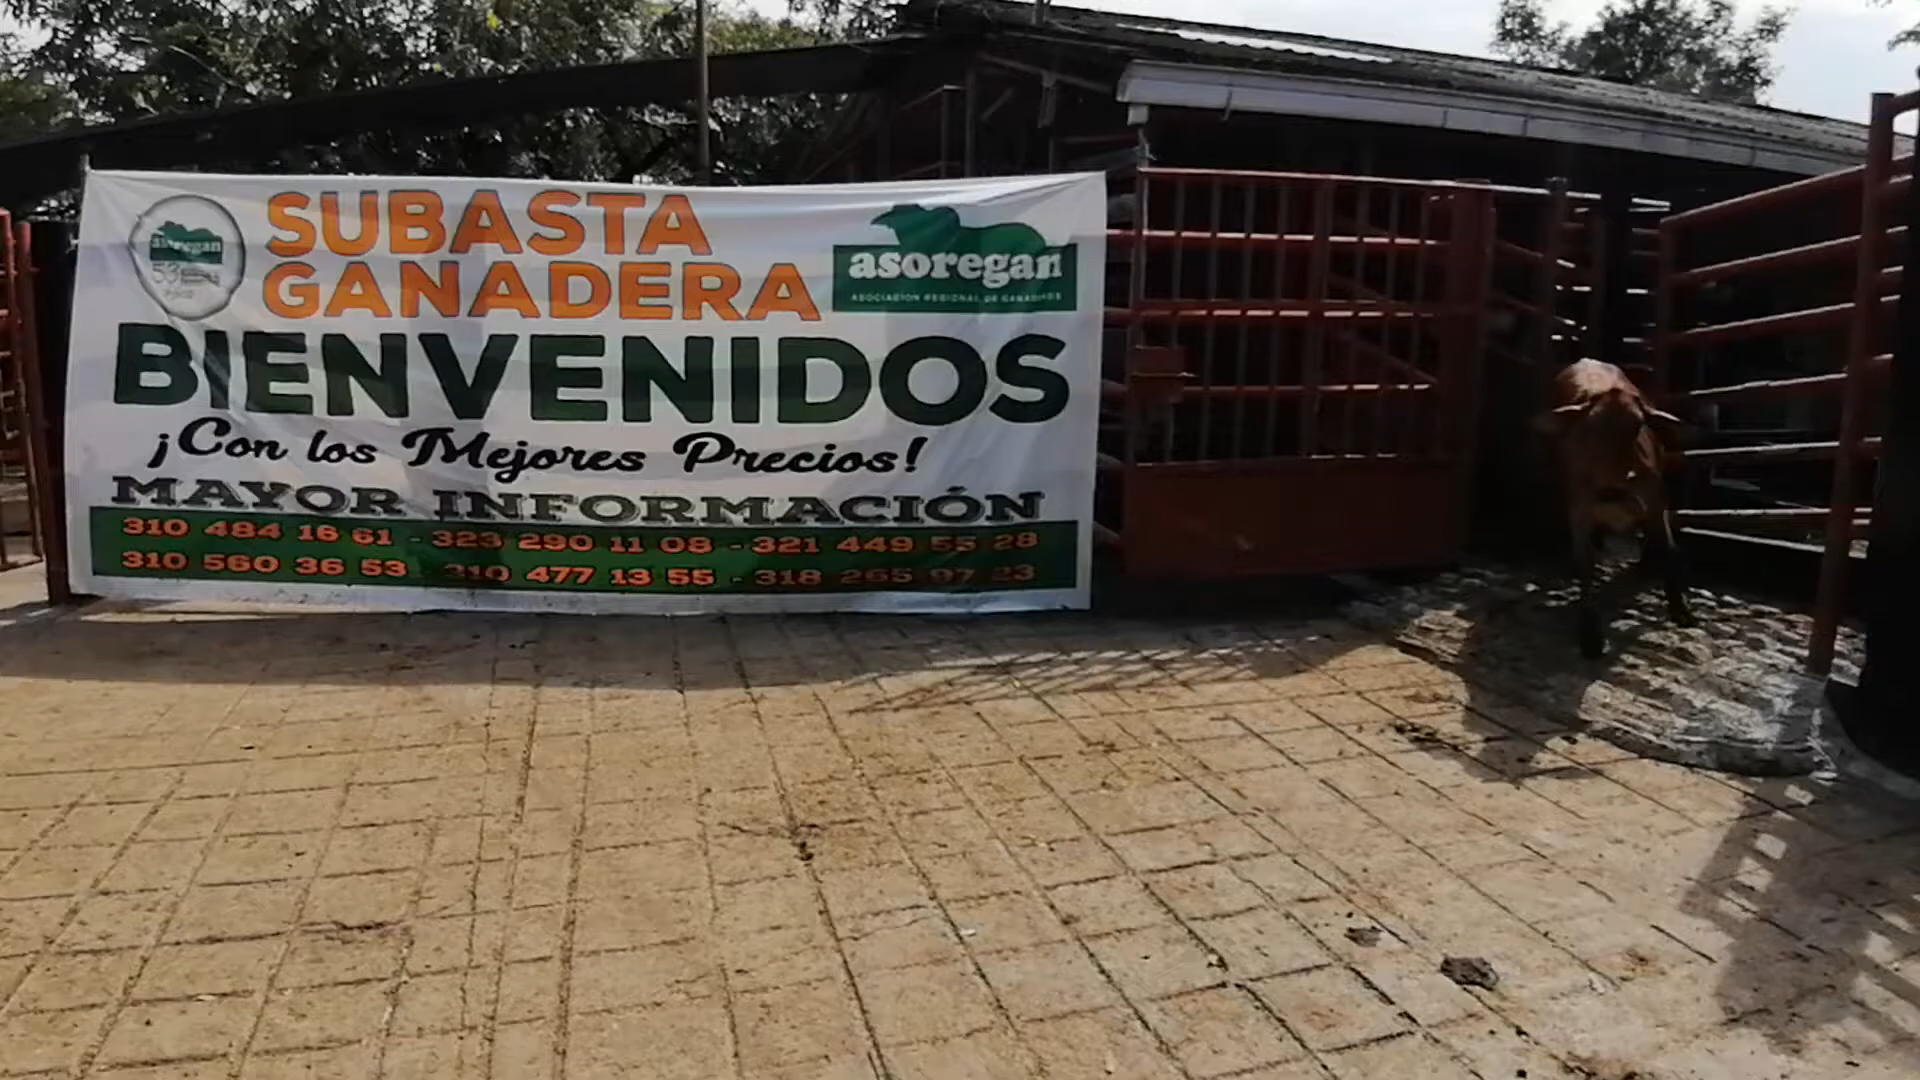 asoregan
53
SUBASTA
GANADERA
asoregan
ASOCIACION REGIONAL DE GANADEROS
BIENVENIDOS
¡Con los Mejores Precios!
MAYOR INFORMACIÓN
310 484 16 61 - 323 290 11 08 - 321 449 55 28
310 560 36 53 310 477 13 55 - 318 265 97 23